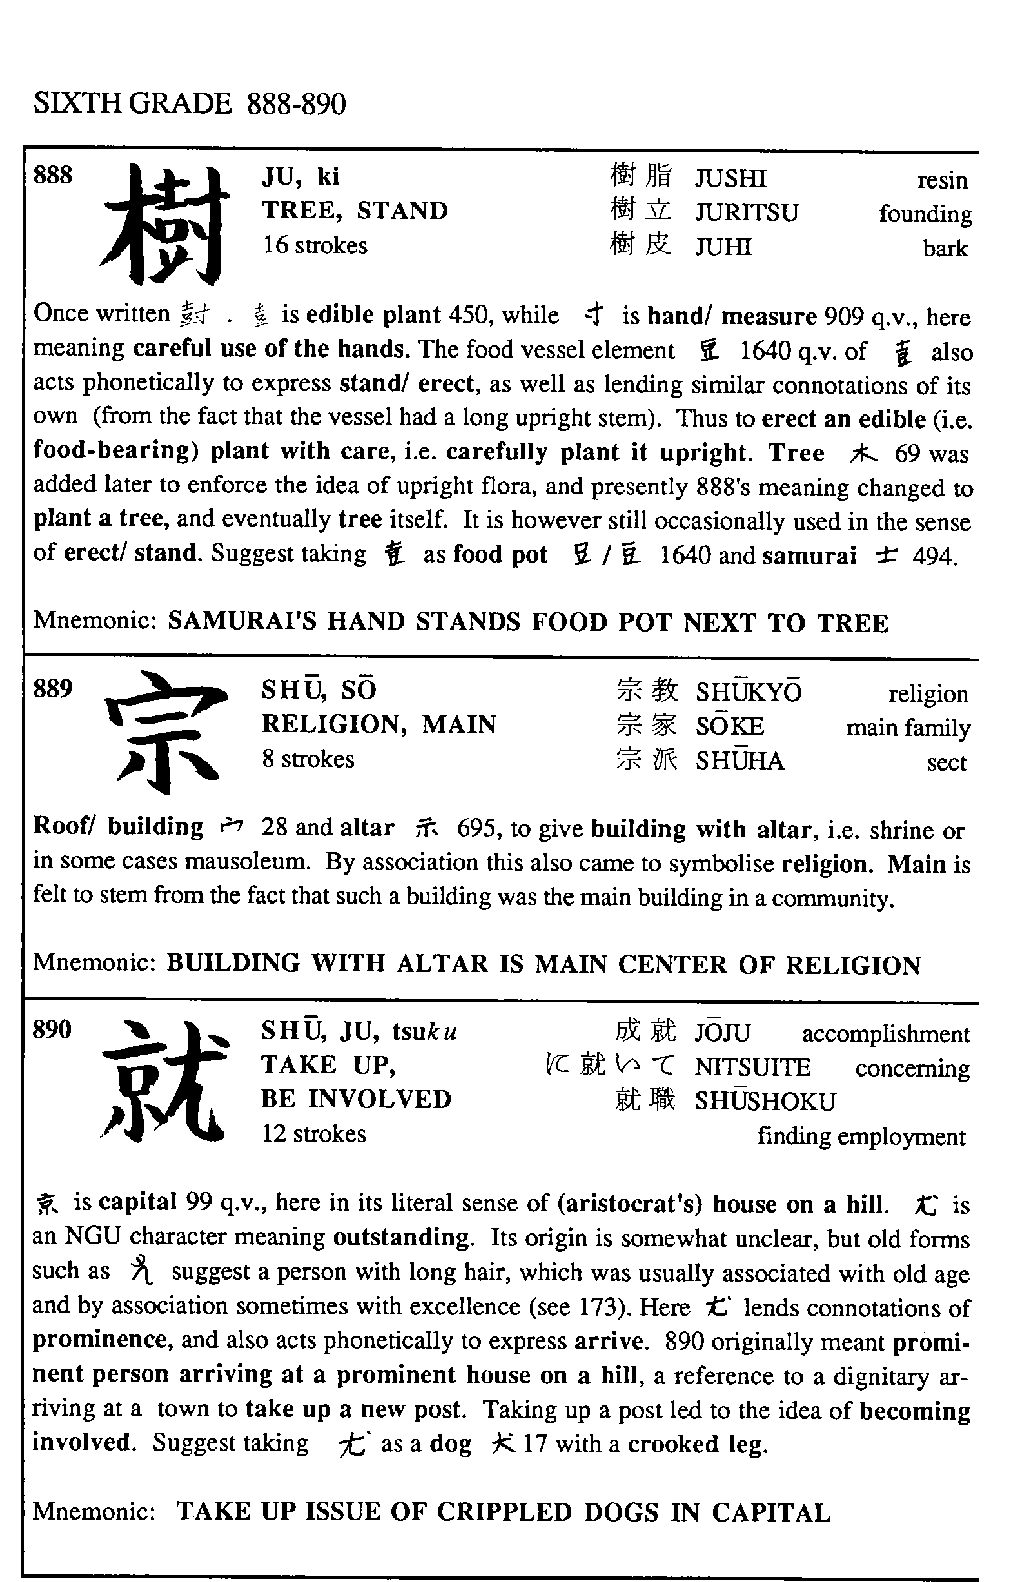 SIXTH GRADE 888-890
888 樹 JU, ki 樹脂 JUSHI resin
TREE, STAND 樹立 JURITSU founding
16 strokes 樹皮 JUHI bark
Once written 尌. 壴 is edible plant 450, while 寸 is hand/ measure 909 q.v., here
meaning careful use of the hands. The food vessel element 豆 1640 q.v. of 壴 also
acts phonetically to express stand/ erect, as well as lending similar connotations of its
own (from the fact that the vessel had a long upright stem). Thus to erect an edible (i.e.
food-bearing) plant with care, i.e. carefully plant it upright. Tree 木 69 was
added later to enforce the idea of upright flora, and presently 888's meaning changed to
plant a tree, and eventually tree itself. It is however still occasionally used in the sense
of erect/ stand. Suggest taking 壴 as food pot 豆/豆 1640 and samurai 士 494.
Mnemonic: SAMURAI'S HAND STANDS FOOD POT NEXT TO TREE
889 宗 SHŪ, SŌ 宗教 SHŪKYŌ religion
RELIGION, MAIN 宗家 SŌKE main family
8 strokes 宗派 SHŪHA sect
Roof/ building 宀 28 and altar 示 695, to give building with altar, i.e. shrine or
in some cases mausoleum. By association this also came to symbolise religion. Main is
felt to stem from the fact that such a building was the main building in a community.
Mnemonic: BUILDING WITH ALTAR IS MAIN CENTER OF RELIGION
890 就 SHŪ, JU, tsuku 成就 JŌJU accomplishment
TAKE UP, に就いて NITSUITE concerning
BE INVOLVED 就職 SHŪSHOKU
12 strokes finding employment
京 is capital 99 q.v., here in its literal sense of (aristocrat's) house on a hill. 尤 is
an NGU character meaning outstanding. Its origin is somewhat unclear, but old forms
such as suggest a person with long hair, which was usually associated with old age
and by association sometimes with excellence (see 173). Here 尤 lends connotations of
prominence, and also acts phonetically to express arrive. 890 originally meant promi-
nent person arriving at a prominent house on a hill, a reference to a dignitary ar-
riving at a town to take up a new post. Taking up a post led to the idea of becoming
involved. Suggest taking 尤 as a dog 犬 17 with a crooked leg.
Mnemonic: TAKE UP ISSUE OF CRIPPLED DOGS IN CAPITAL